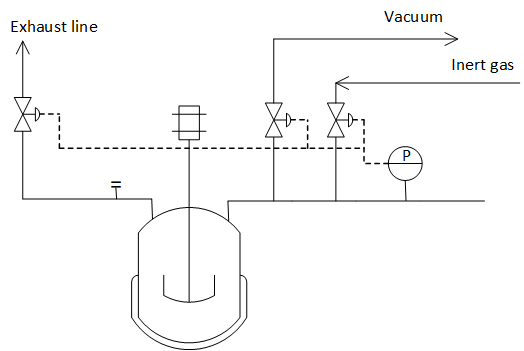 Vacuum
Exhaust line
Inert gas
P